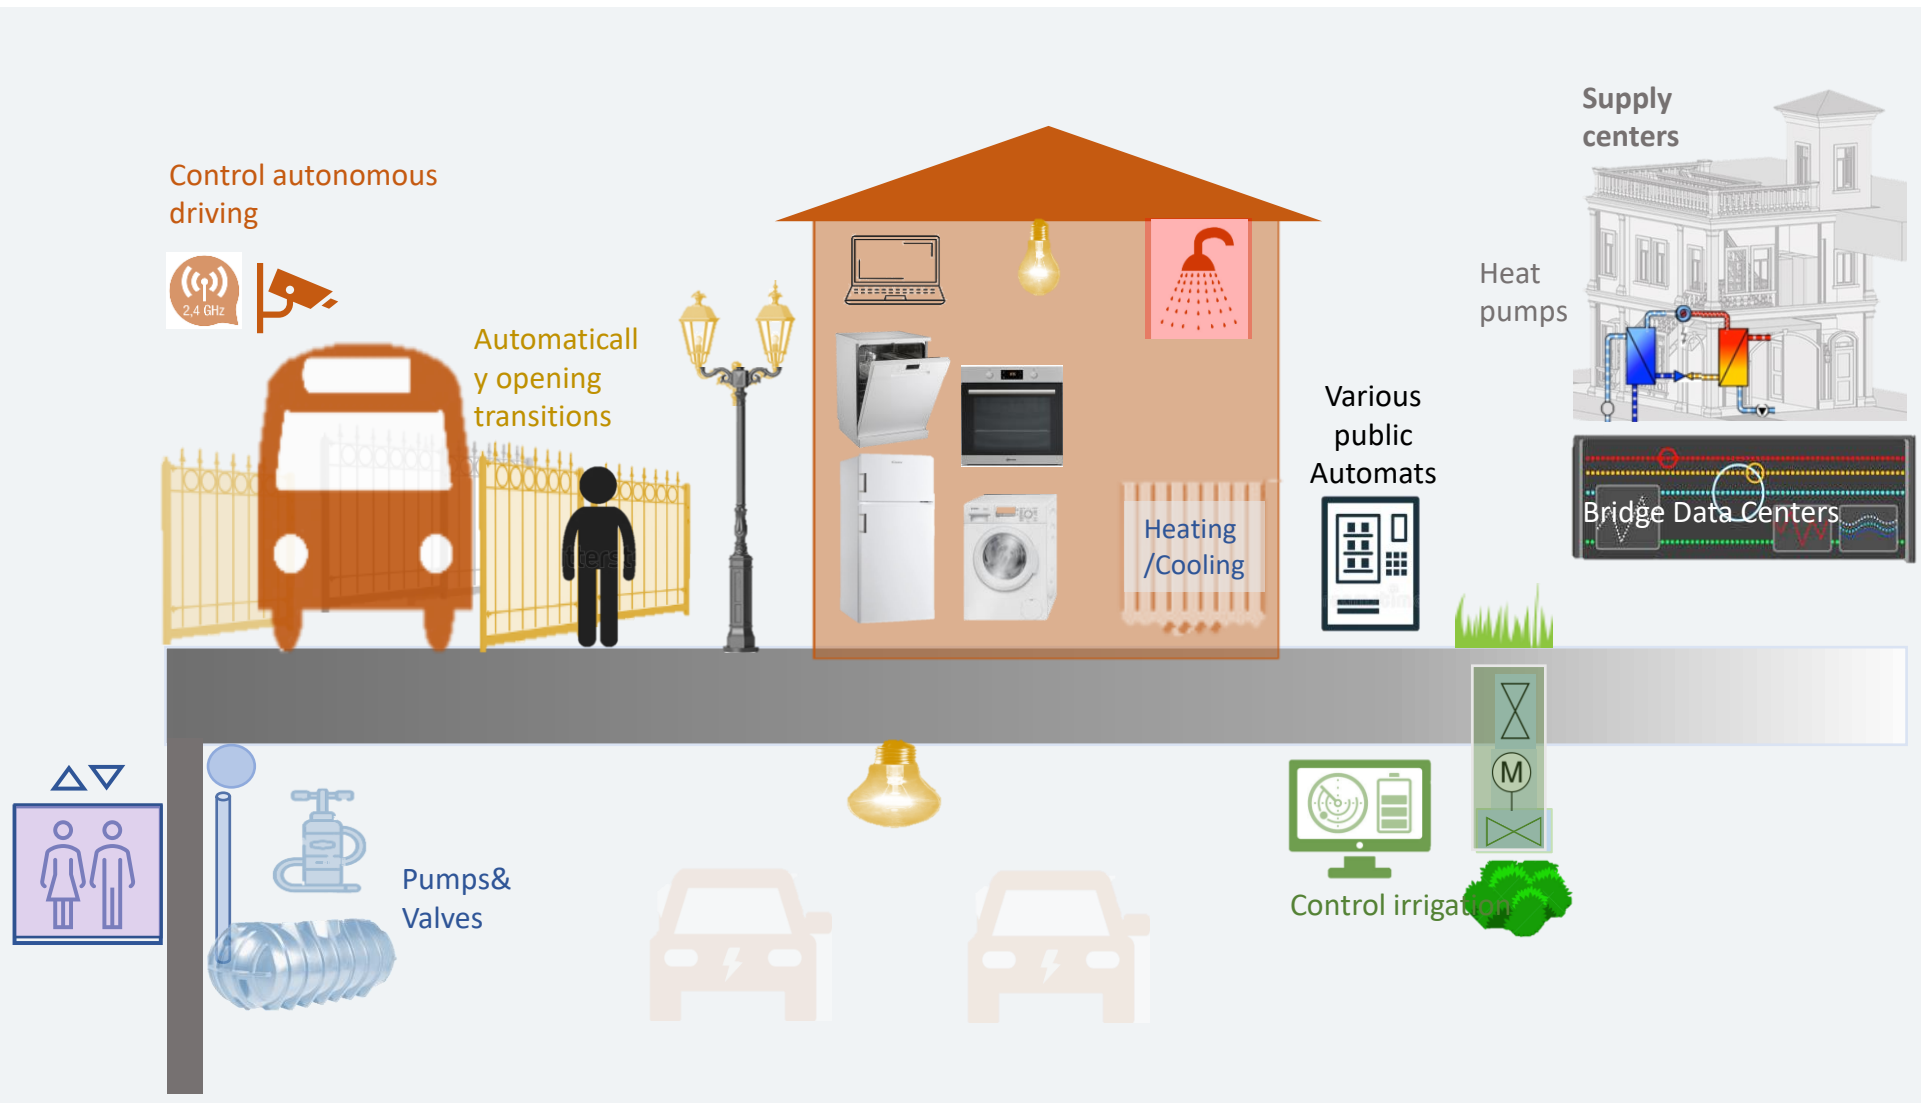 Supply
centers
Control autonomous
driving
2,4 GHz
Heat
pumps
Automaticall
y opening
transitions
Various
public
Automats
Bridge Data Centers
Heating
/Cooling
M
Pumps&
Valves
Control irrigation